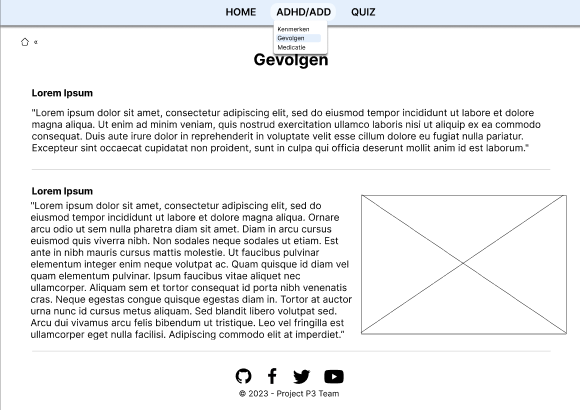 HOME ADHD/ADD QUIZ
Kenmerken
Gevolgen
Medicatie
«
Gevolgen
Lorem Ipsum
"Lorem ipsum dolor sit amet, consectetur adipiscing elit, sed do eiusmod tempor incididunt ut labore et dolore
magna aliqua. Ut enim ad minim veniam, quis nostrud exercitation ullamco laboris nisi ut aliquip ex ea commodo
consequat. Duis aute irure dolor in reprehenderit in voluptate velit esse cillum dolore eu fugiat nulla pariatur.
Excepteur sint occaecat cupidatat non proident, sunt in culpa qui officia deserunt mollit anim id est laborum."
Lorem Ipsum
"Lorem ipsum dolor sit amet, consectetur adipiscing elit, sed do
eiusmod tempor incididunt ut labore et dolore magna aliqua. Ornare
arcu odio ut sem nulla pharetra diam sit amet. Diam in arcu cursus
euismod quis viverra nibh. Non sodales neque sodales ut etiam. Est
ante in nibh mauris cursus mattis molestie. Ut faucibus pulvinar
elementum integer enim neque volutpat ac. Quam quisque id diam vel
quam elementum pulvinar. Ipsum faucibus vitae aliquet nec
ullamcorper. Aliquam sem et tortor consequat id porta nibh venenatis
cras. Neque egestas congue quisque egestas diam in. Tortor at auctor
urna nunc id cursus metus aliquam. Sed blandit libero volutpat sed.
Arcu dui vivamus arcu felis bibendum ut tristique. Leo vel fringilla est
ullamcorper eget nulla facilisi. Adipiscing commodo elit at imperdiet."
© 2023 - Project P3 Team